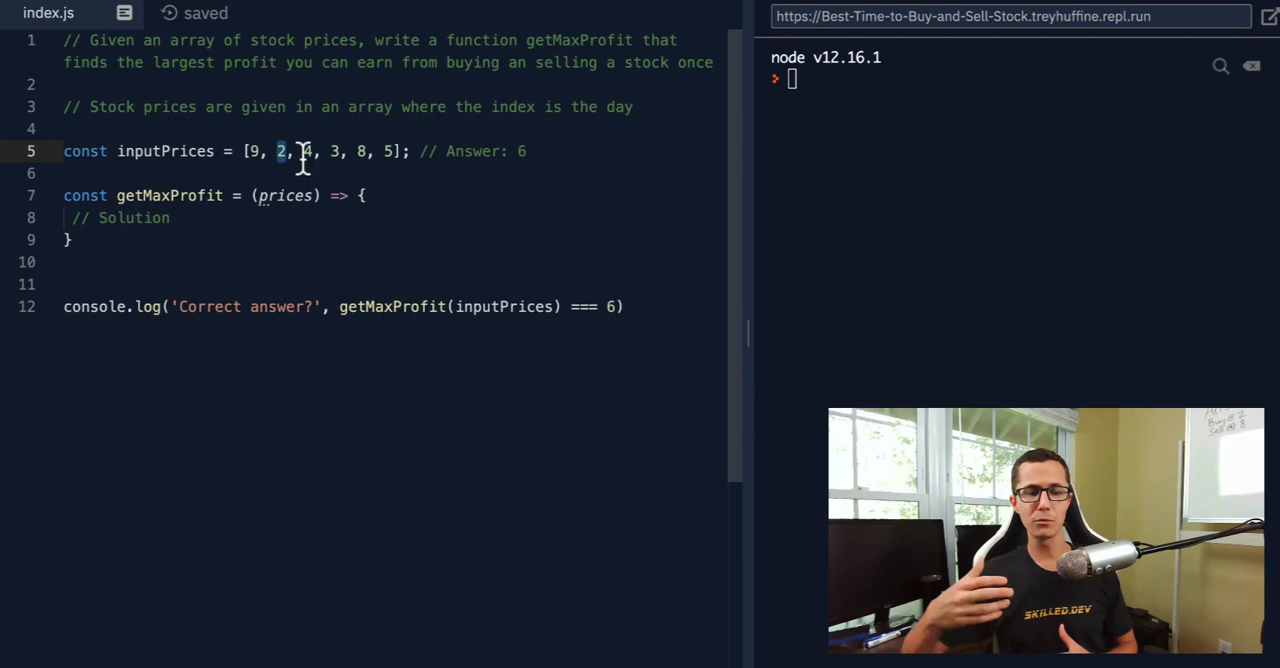 index.js saved
1 // Given an array of stock prices, write a function getMaxProfit that
finds the largest profit you can earn from buying an selling a stock once
2
3 // Stock prices are given in an array where the index is the day
4
5 const inputPrices = [9, 2, 4, 3, 8, 5]; // Answer: 6
6
7 const getMaxProfit = (prices) => {
8 // Solution
9 }
10
11
12 console.log('Correct answer?', getMaxProfit(inputPrices) === 6)
https://Best-Time-to-Buy-and-Sell-Stock.treyhuffine.repl.run
node v12.16.1
Buy @ 2
Sell @ 8
SKILLED.DEV